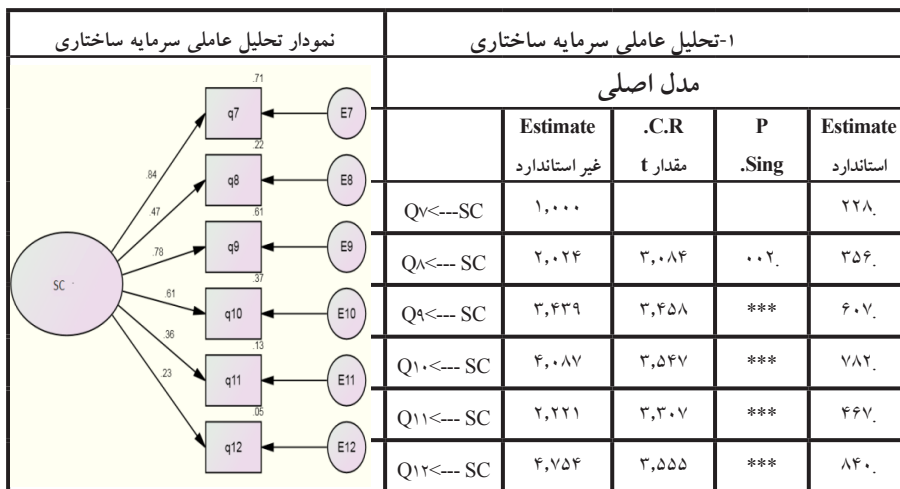 ۱-تحلیل عاملی سرمایه ساختاری
نمودار تحلیل عاملی سرمایه ساختاری
مدل اصلی
Estimate غیر استاندارد
.C.R مقدار t
P .Sing
Estimate استاندارد
Q۷<---SC ۱,۰۰۰ ۲۲۸.
Q۸<--- SC ۲,۰۲۴ ۳,۰۸۴ ۰۰۲. ۳۵۶.
Q۹<--- SC ۳,۴۳۹ ۳,۴۵۸ *** ۶۰۷.
Q۱۰<--- SC ۴,۰۸۷ ۳,۵۴۷ *** ۷۸۲.
Q۱۱<--- SC ۲,۲۲۱ ۳,۳۰۷ *** ۴۶۷.
Q۱۲<--- SC ۴,۷۵۴ ۳,۵۵۵ *** ۸۴۰.
.71
q7 E7
.22
.84
q8 E8
.47
.61
q9 E9
.78
.37
SC
.61
q10 E10
.36
.13
q11 E11
.23
.05
q12 E12